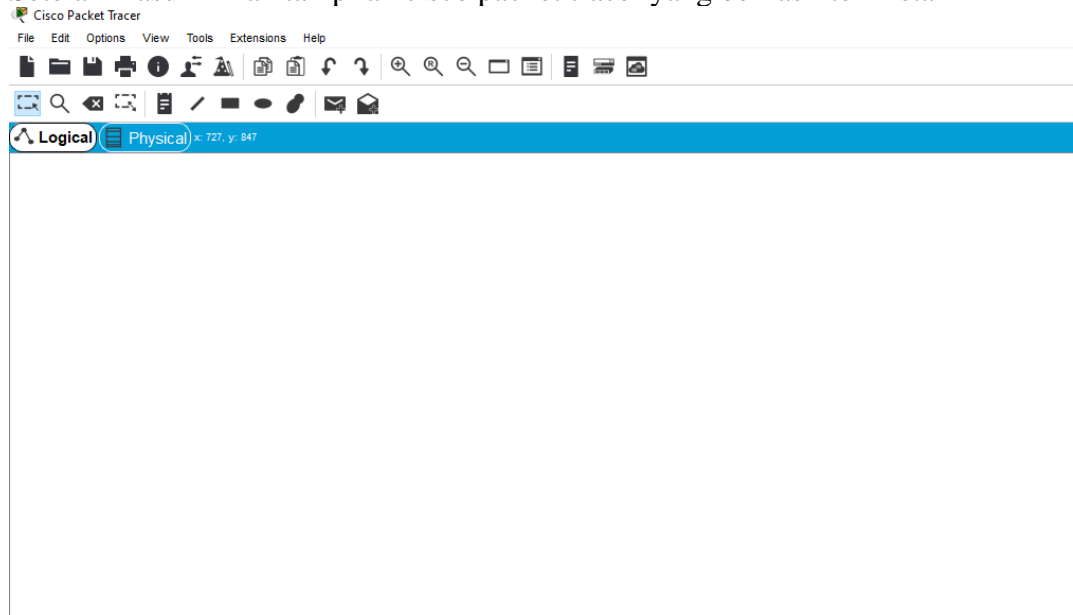 Cisco Packet Tracer
File Edit Options View Tools Extensions Help
Logical Physical x: 727, y: 847